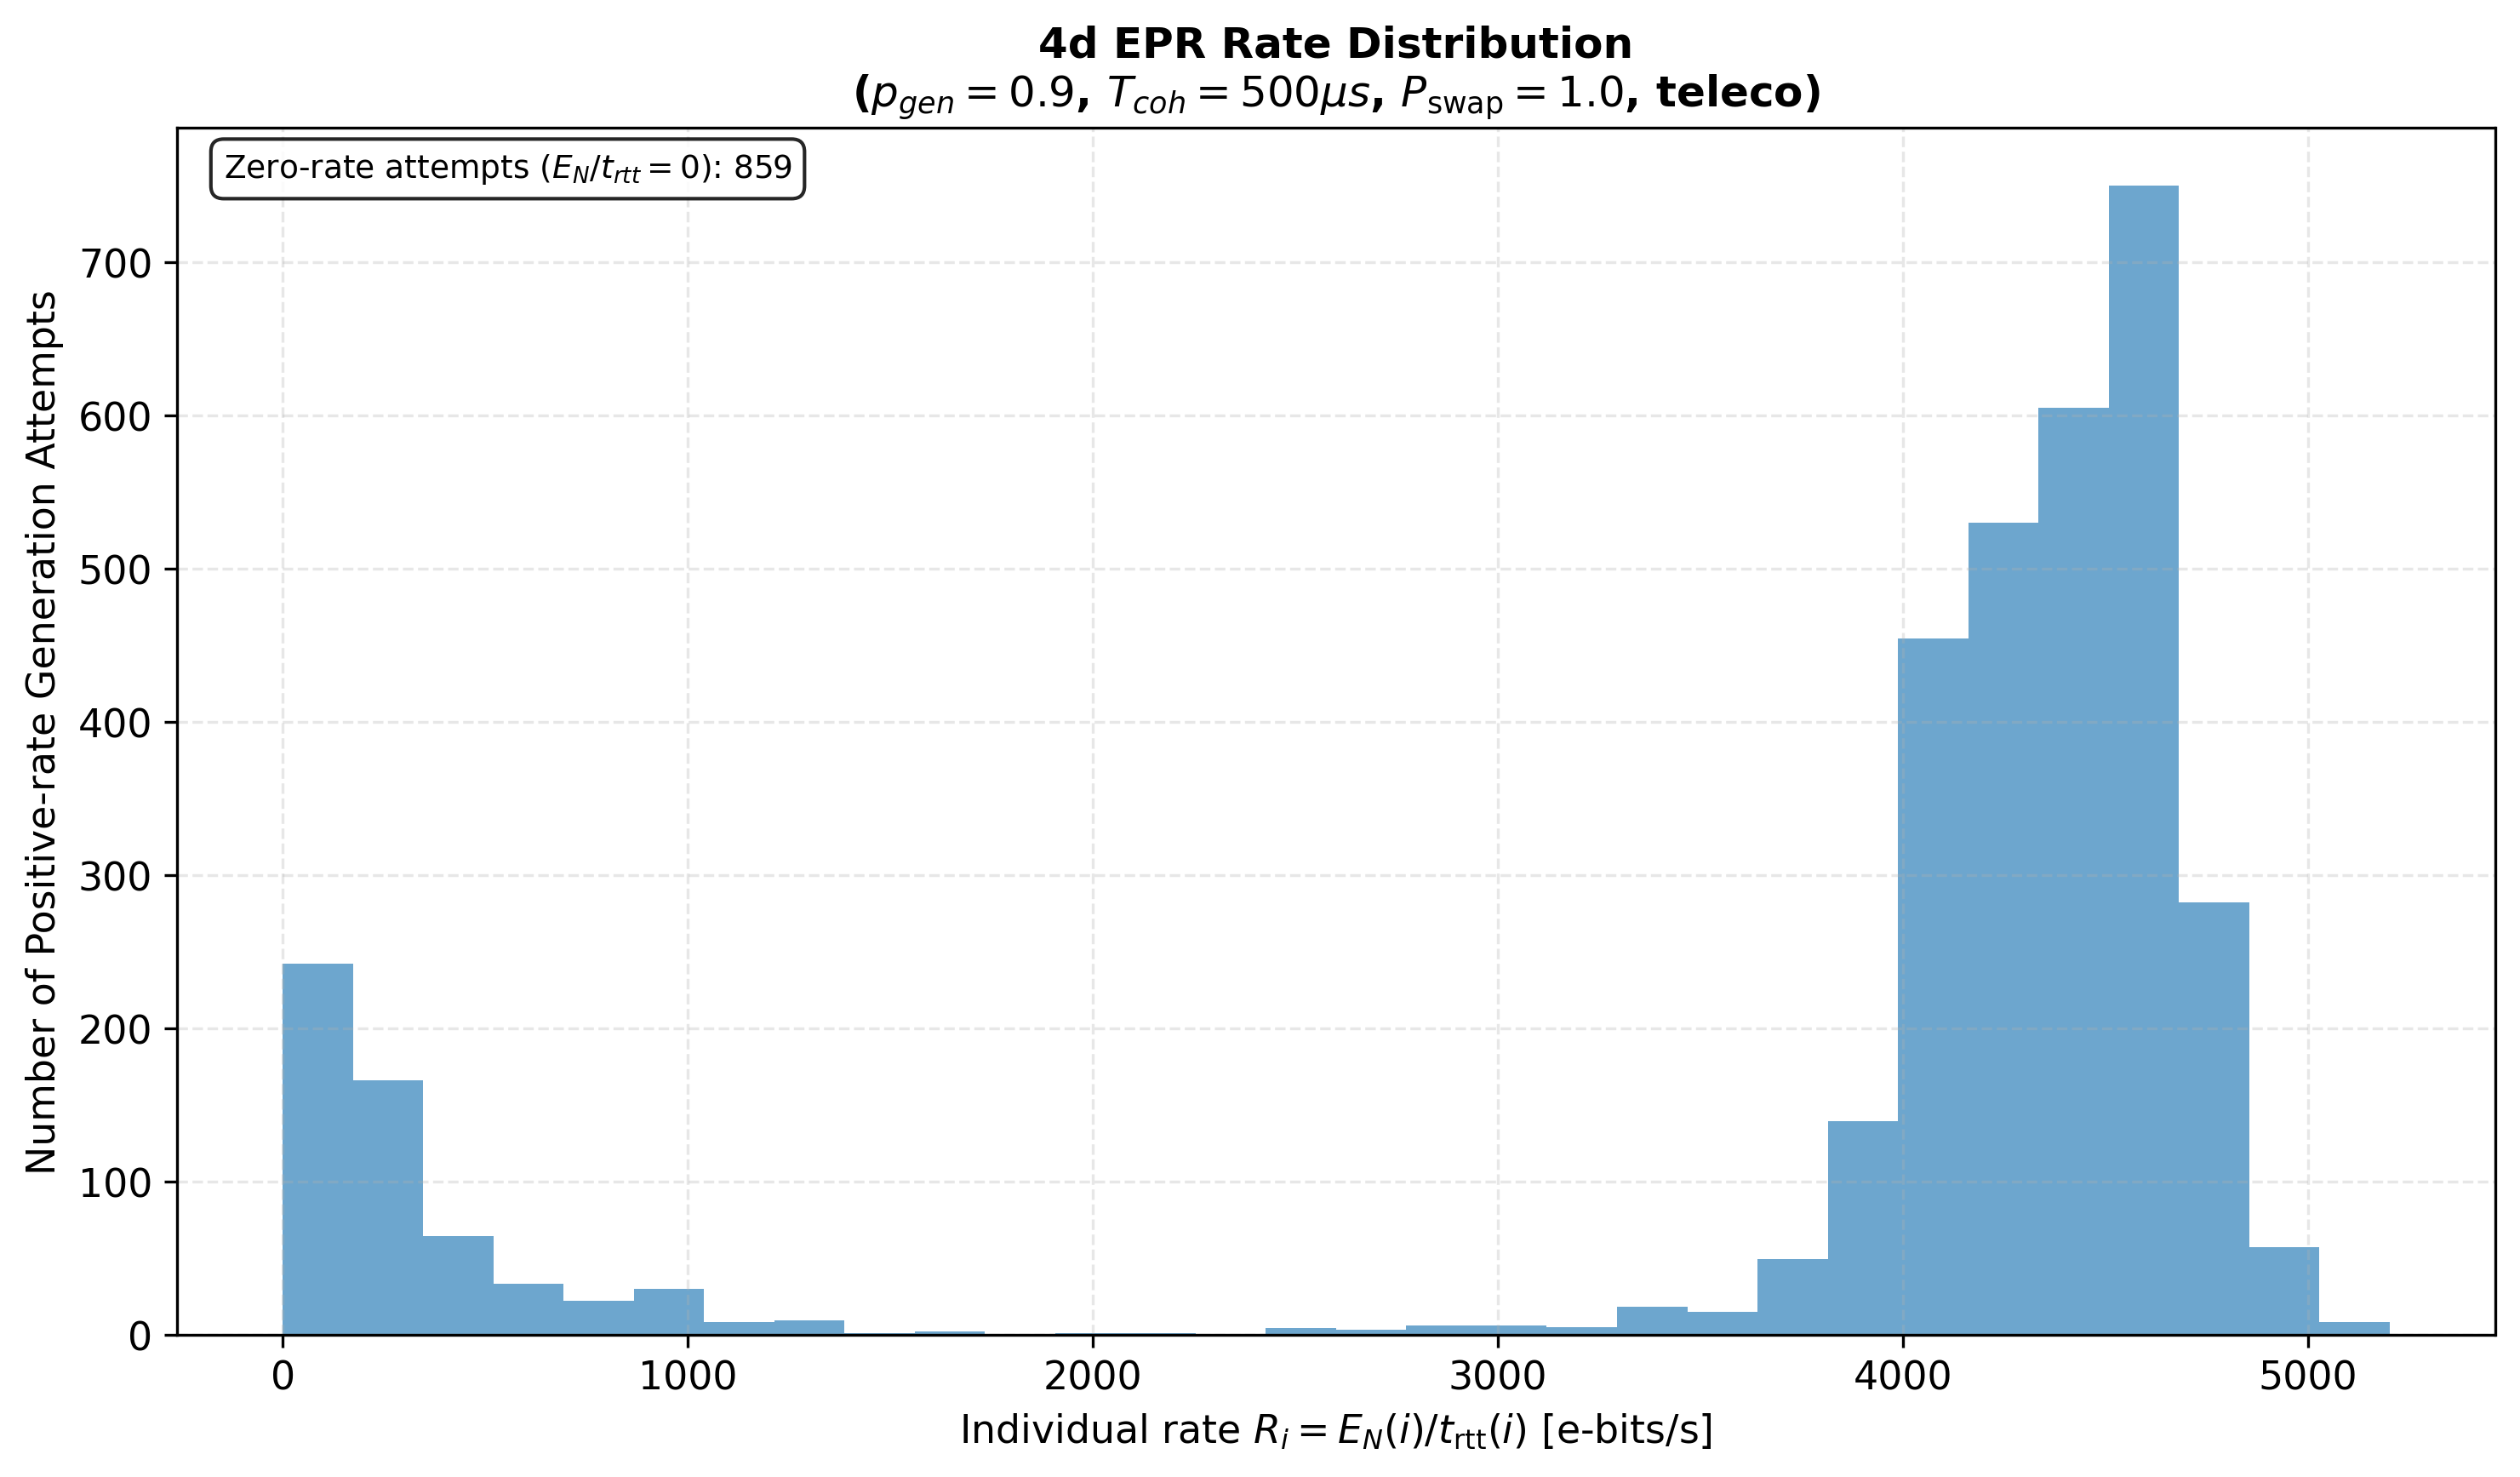 4d EPR Rate Distribution
(p_gen = 0.9, T_coh = 500μs, P_swap = 1.0, teleco)
Zero-rate attempts (E_N/t_rtt = 0): 859
Number of Positive-rate Generation Attempts
700
600
500
400
300
200
100
0
0 1000 2000 3000 4000 5000
Individual rate R_i = E_N(i)/t_rtt(i) [e-bits/s]